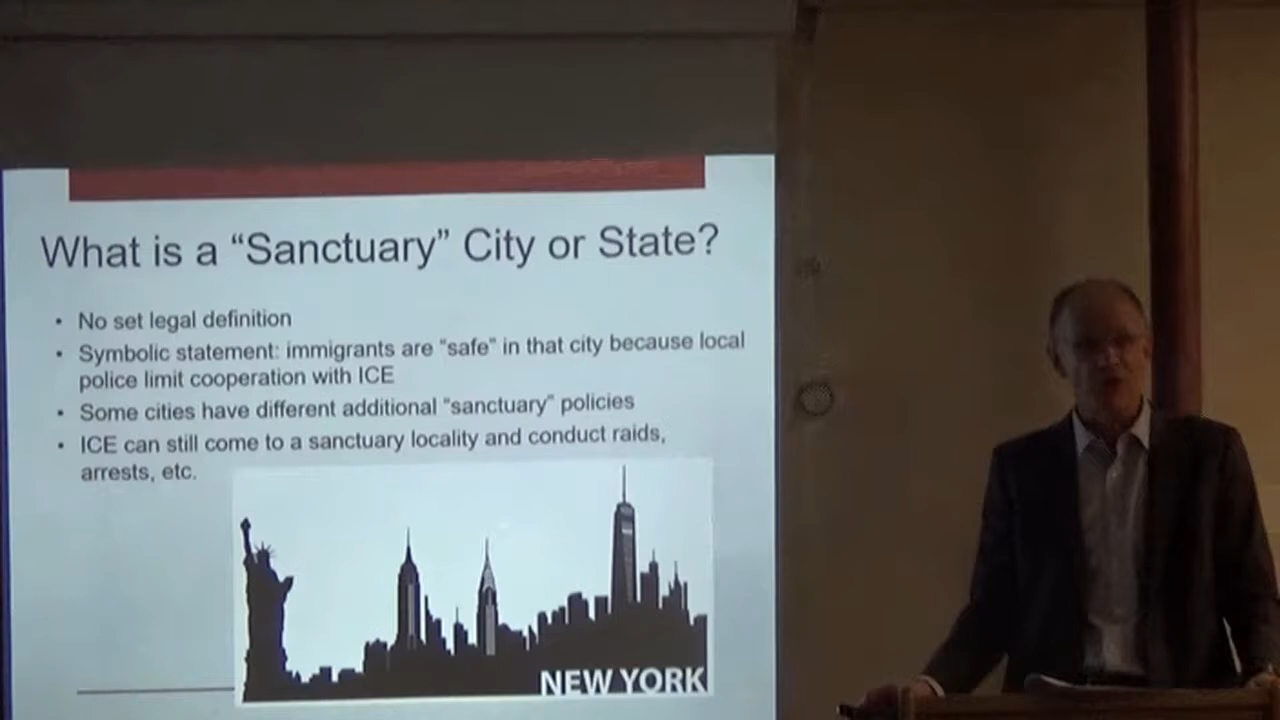 What is a “Sanctuary” City or State?
• No set legal definition
• Symbolic statement: immigrants are “safe” in that city because local
police limit cooperation with ICE
• Some cities have different additional “sanctuary” policies
• ICE can still come to a sanctuary locality and conduct raids,
arrests, etc.
NEW YORK